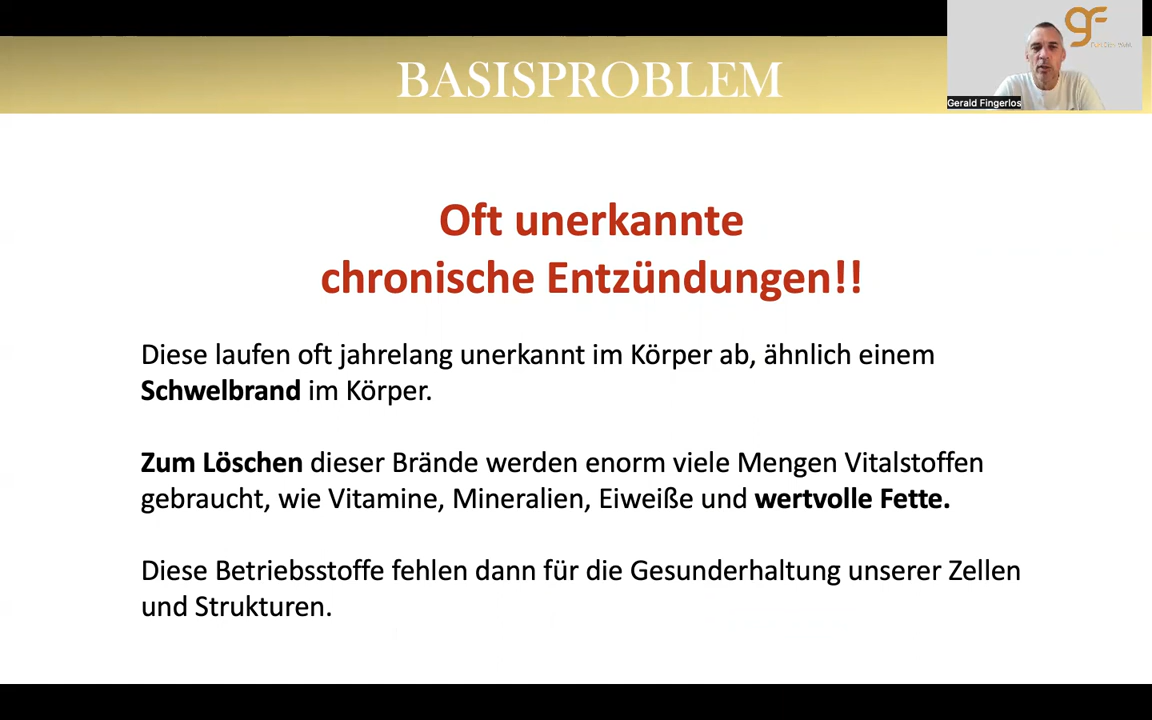 BASISPROBLEM
gF
Gerald Fingerlos
Oft unerkannte
chronische Entzündungen!!
Diese laufen oft jahrelang unerkannt im Körper ab, ähnlich einem
Schwelbrand im Körper.
Zum Löschen dieser Brände werden enorm viele Mengen Vitalstoffen
gebraucht, wie Vitamine, Mineralien, Eiweiße und wertvolle Fette.
Diese Betriebsstoffe fehlen dann für die Gesunderhaltung unserer Zellen
und Strukturen.